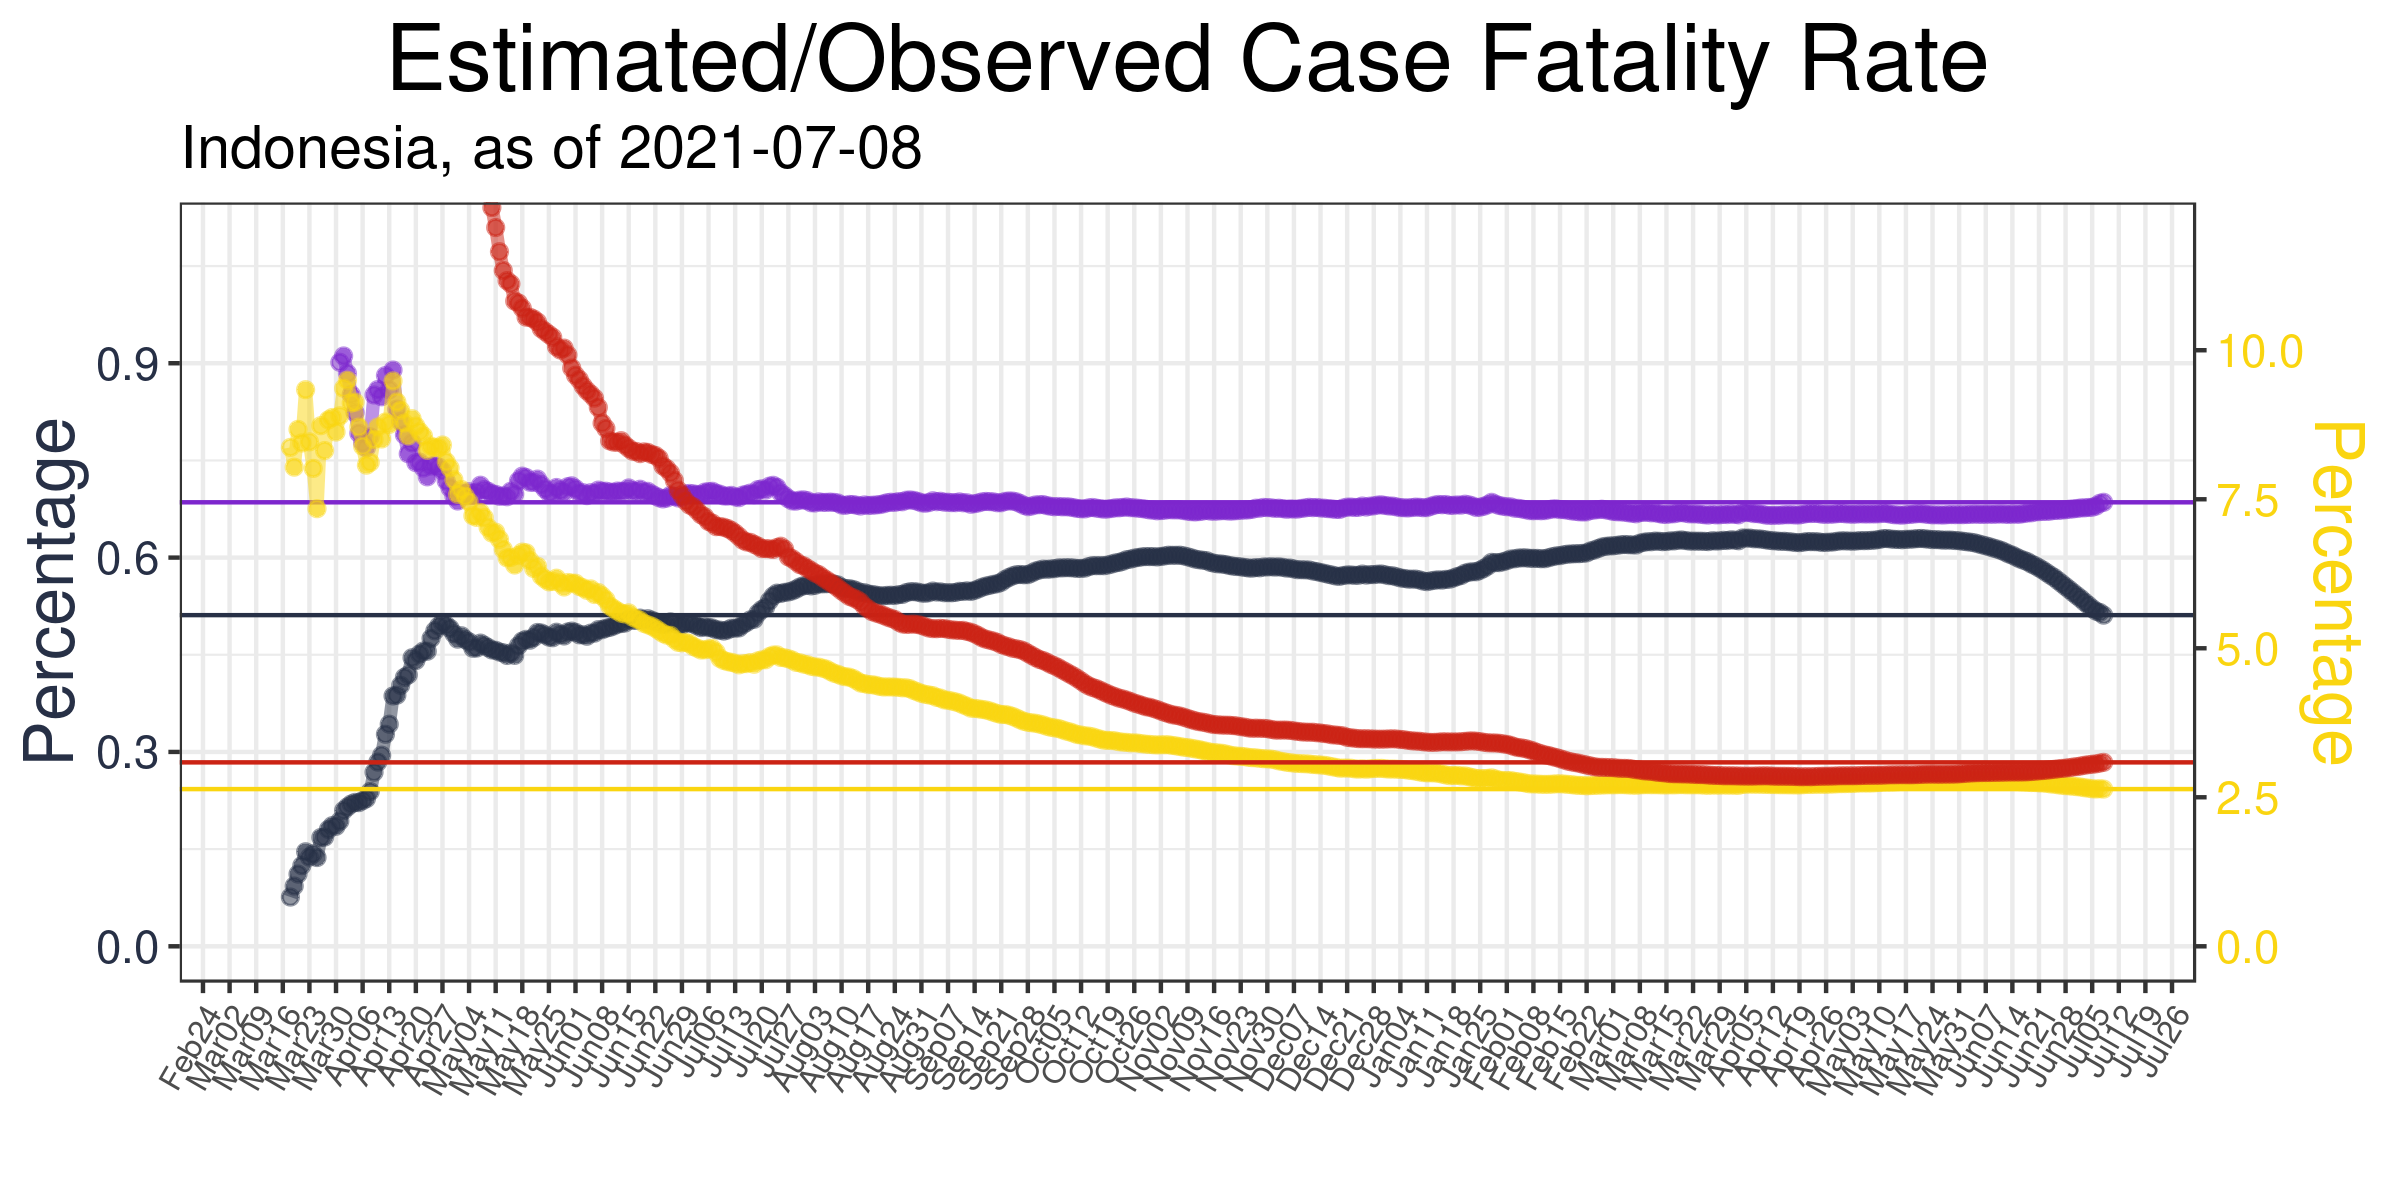 Estimated/Observed Case Fatality Rate
Indonesia, as of 2021-07-08
Percentage
0.9
0.6
0.3
0.0
10.0
7.5
5.0
2.5
0.0
Percentage
Feb24
Mar02
Mar09
Mar16
Mar23
Mar30
Apr06
Apr13
Apr20
Apr27
May04
May11
May18
May25
Jun01
Jun08
Jun15
Jun22
Jun29
Jul06
Jul13
Jul20
Jul27
Aug03
Aug10
Aug17
Aug24
Aug31
Sep07
Sep14
Sep21
Sep28
Oct05
Oct12
Oct19
Oct26
Nov02
Nov09
Nov16
Nov23
Nov30
Dec07
Dec14
Dec21
Dec28
Jan04
Jan11
Jan18
Jan25
Feb01
Feb08
Feb15
Feb22
Mar01
Mar08
Mar15
Mar22
Mar29
Apr05
Apr12
Apr19
Apr26
May03
May10
May17
May24
May31
Jun07
Jun14
Jun21
Jun28
Jul05
Jul12
Jul19
Jul26